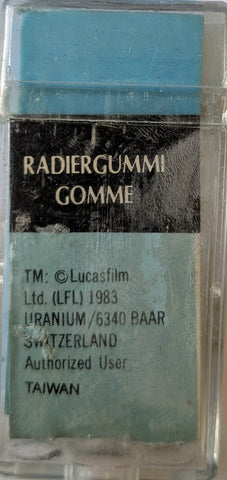 RADIERGUMMI
GOMME
TM: ©Lucasfilm
Ltd. (LFL) 1983
URANIUM/6340 BAAR
SWITZERLAND
Authorized User
TAIWAN